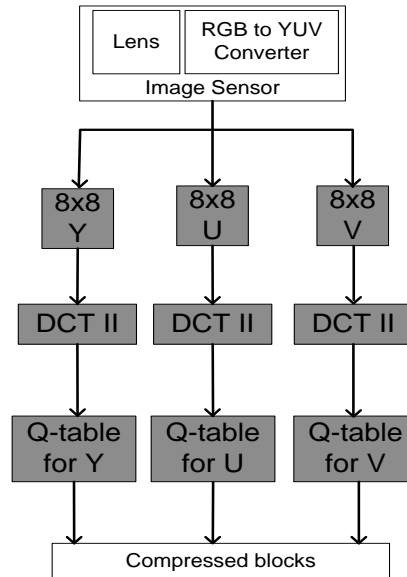 Lens
RGB to YUV
Converter
Image Sensor
8x8
Y
8x8
U
8x8
V
DCT II
DCT II
DCT II
Q-table
for Y
Q-table
for U
Q-table
for V
Compressed blocks